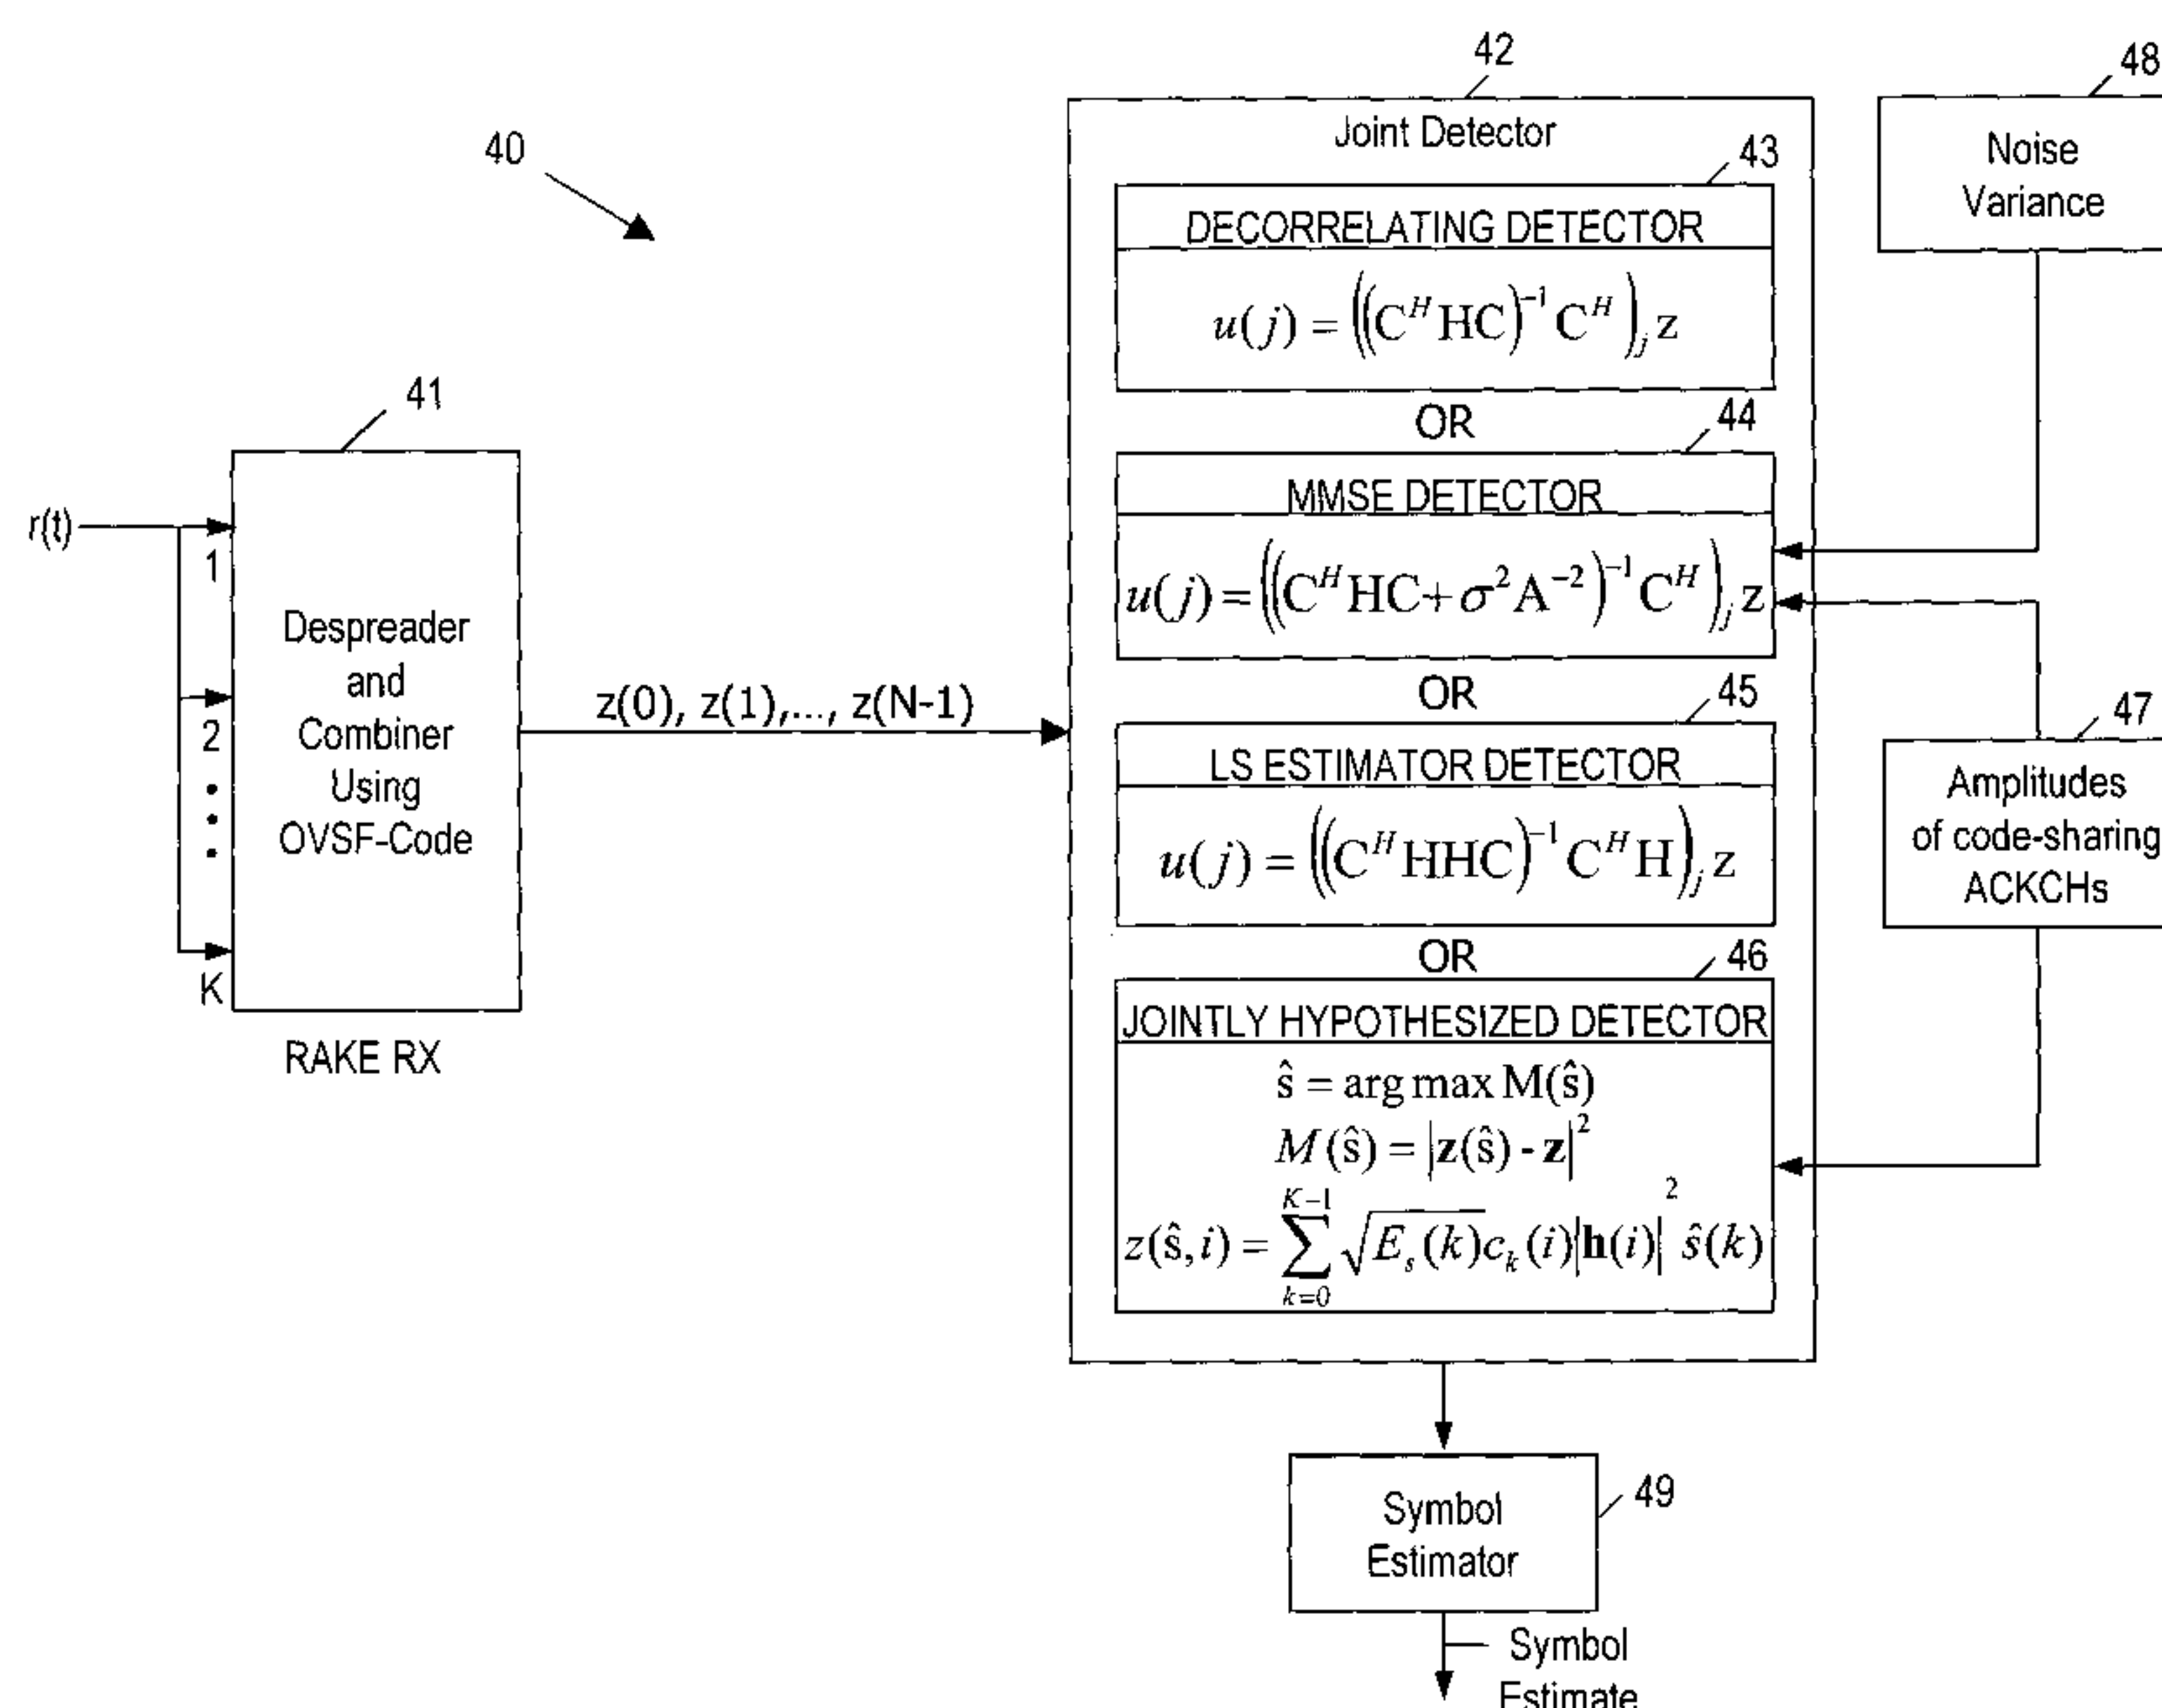 40
41
r(t)
1
2
K
Despreader
and
Combiner
Using
OVSF-Code
RAKE RX
z(0), z(1),..., z(N-1)
42
Joint Detector
43
DECORRELATING DETECTOR
u(j) = ((C^H HC)^-1 C^H)_j z
OR
44
MMSE DETECTOR
u(j) = ((C^H HC + σ^2 A^-2)^-1 C^H)_j z
OR
45
LS ESTIMATOR DETECTOR
u(j) = ((C^H HHC)^-1 C^H H)_j z
OR
46
JOINTLY HYPOTHESIZED DETECTOR
ŝ = arg max M(ŝ)
M(ŝ) = |z(ŝ) - z|^2
z(ŝ,i) = ∑_{k=0}^{K-1} √E_s(k) c_k(i) |h(i)|^2 ŝ(k)
48
Noise
Variance
47
Amplitudes
of code-sharing
ACKCHs
49
Symbol
Estimator
Symbol
Estimate